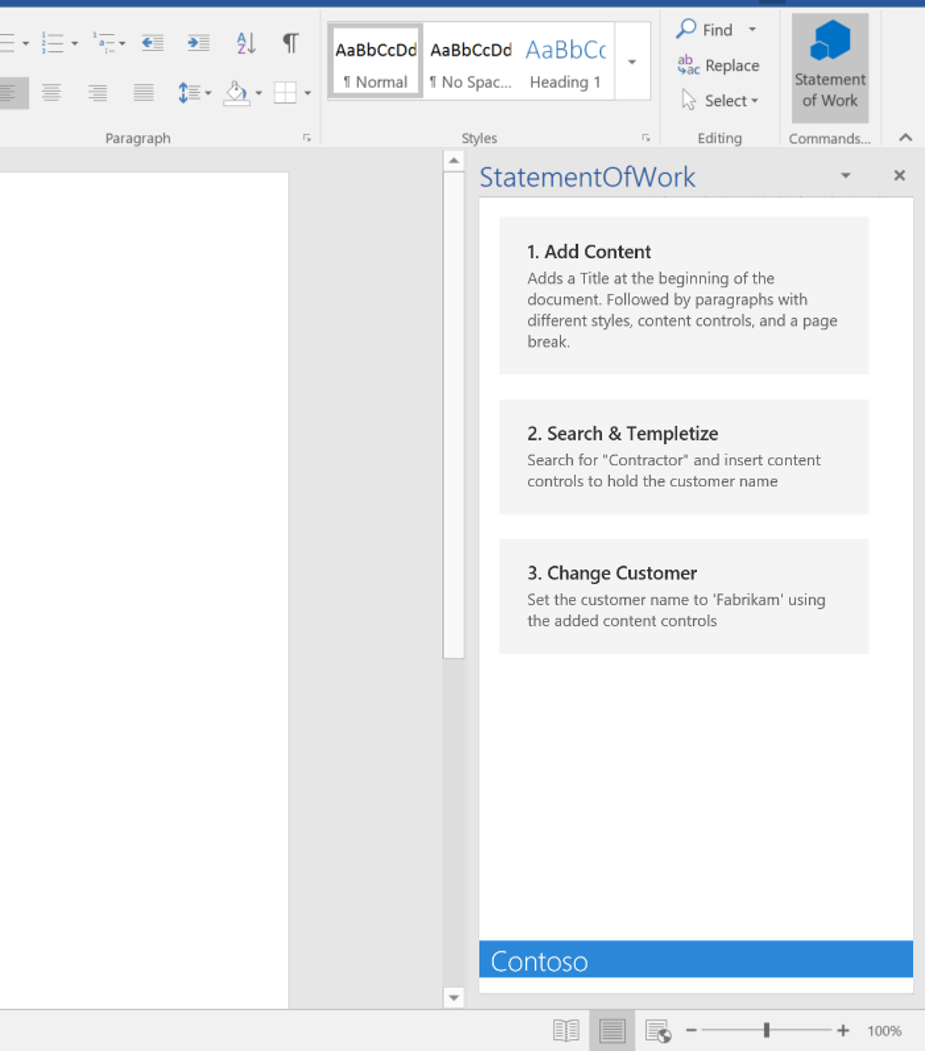 Find
Replace
Select
AaBbCcDd AaBbCcDd AaBbCc
¶ Normal ¶ No Spac... Heading 1
Statement
of Work
Paragraph Styles Editing Commands...
StatementOfWork
1. Add Content
Adds a Title at the beginning of the
document. Followed by paragraphs with
different styles, content controls, and a page
break.
2. Search & Templetize
Search for "Contractor" and insert content
controls to hold the customer name
3. Change Customer
Set the customer name to 'Fabrikam' using
the added content controls
Contoso
100%